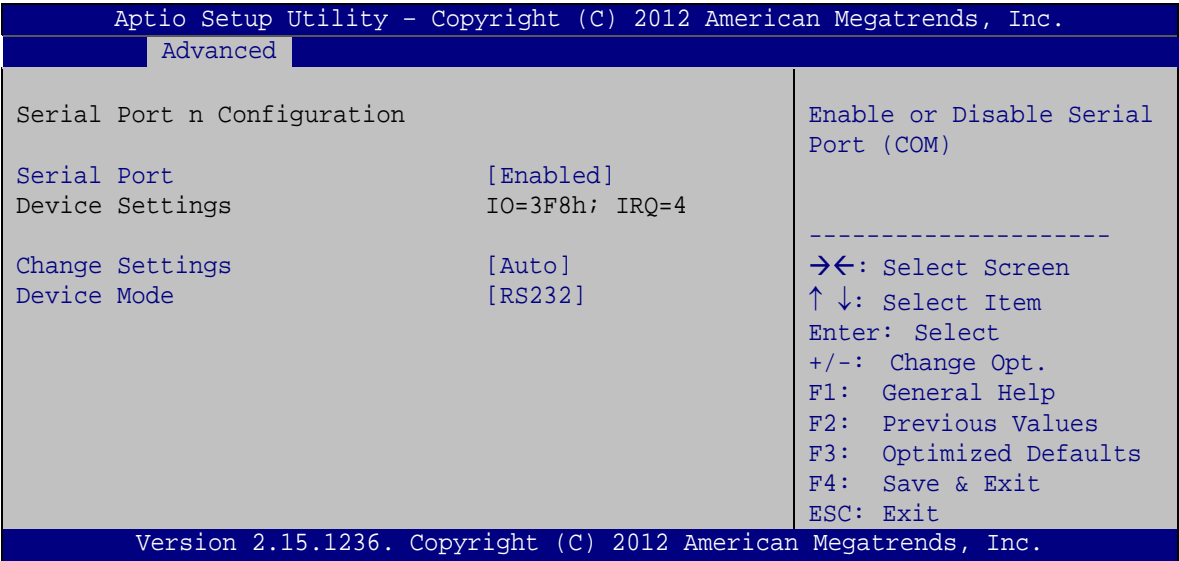 Aptio Setup Utility – Copyright (C) 2012 American Megatrends, Inc.
Advanced
Serial Port n Configuration
Serial Port [Enabled]
Device Settings IO=3F8h; IRQ=4
Change Settings [Auto]
Device Mode [RS232]
Enable or Disable Serial
Port (COM)
---------------------
→←: Select Screen
↑ ↓: Select Item
Enter: Select
+/-: Change Opt.
F1: General Help
F2: Previous Values
F3: Optimized Defaults
F4: Save & Exit
ESC: Exit
Version 2.15.1236. Copyright (C) 2012 American Megatrends, Inc.